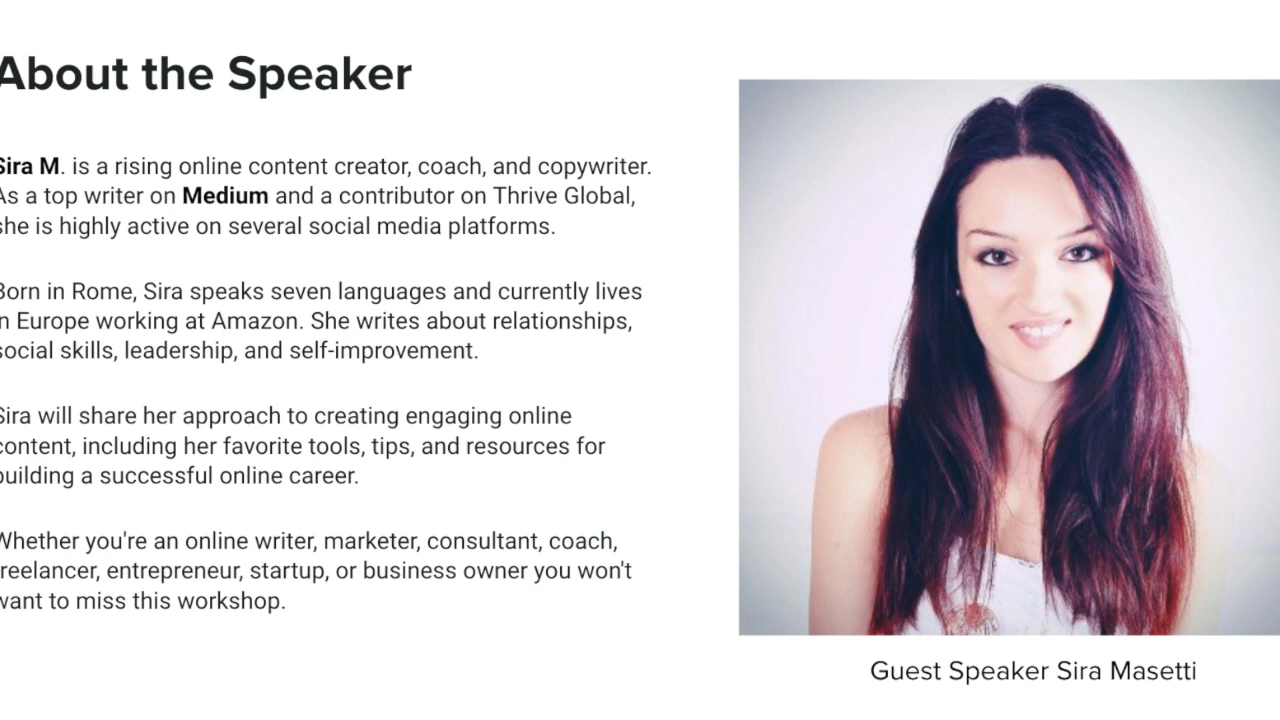 About the Speaker
Sira M. is a rising online content creator, coach, and copywriter.
As a top writer on Medium and a contributor on Thrive Global,
she is highly active on several social media platforms.
Born in Rome, Sira speaks seven languages and currently lives
in Europe working at Amazon. She writes about relationships,
social skills, leadership, and self-improvement.
Sira will share her approach to creating engaging online
content, including her favorite tools, tips, and resources for
building a successful online career.
Whether you're an online writer, marketer, consultant, coach,
freelancer, entrepreneur, startup, or business owner you won't
want to miss this workshop.
Guest Speaker Sira Masetti